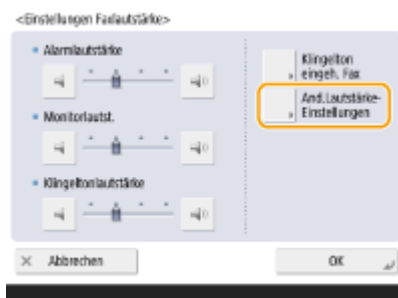 <Einstellungen Faxlautstärke>
Alarmlautstärke
Klingelton
eingeh. Fax
And.Lautstärke-
Einstellungen
Monitorlautst.
Klingeltonlautstärke
Abbrechen
OK